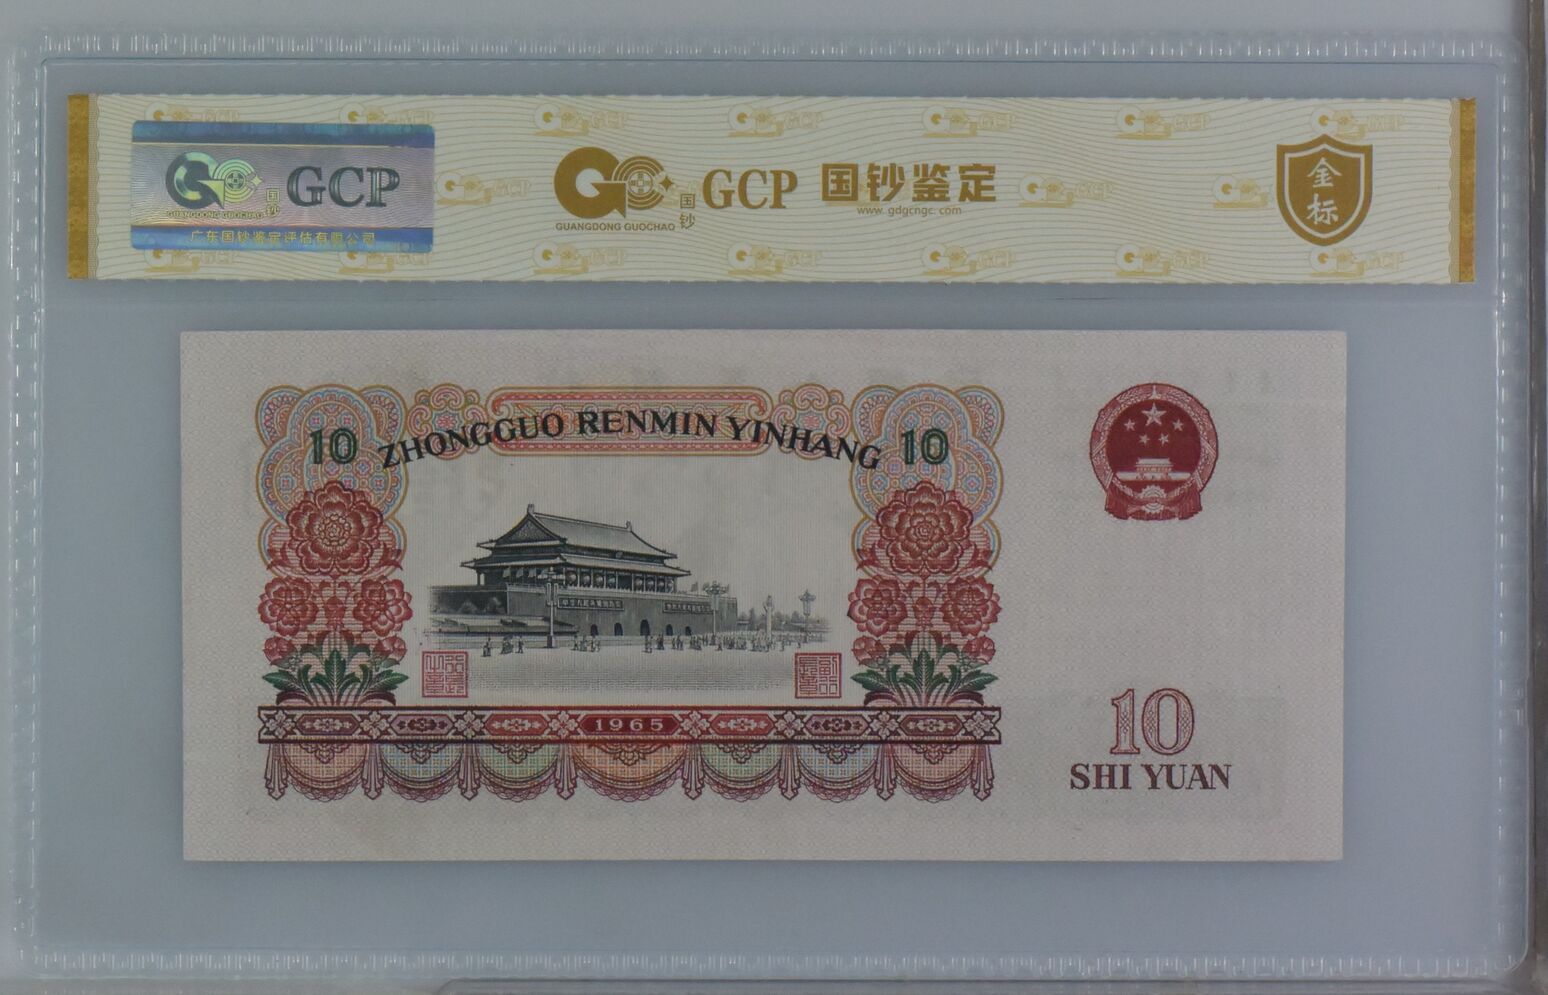 GCP
国钞
GUANGDONG GUOCHAO
广东国钞鉴定评估有限公司
GCP 国钞鉴定
国钞
GUANGDONG GUOCHAO
www.gdgcngc.com
金标
10 ZHONGGUO RENMIN YINHANG 10
1965
10
SHI YUAN